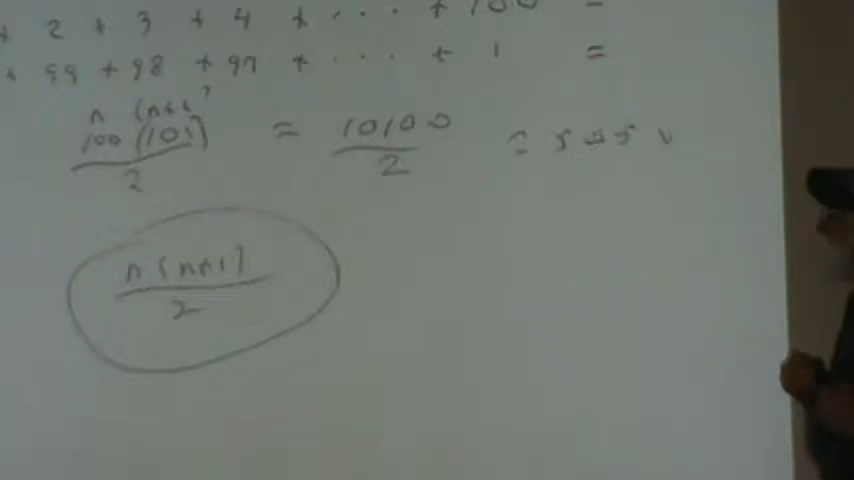 + 2 + 3 + 4 + . . . + 100 =
+ 99 + 98 + 97 + . . . + 1 =
n (n+1)
100 (101) = 10100 = 5050
2 2
n (n+1)
2